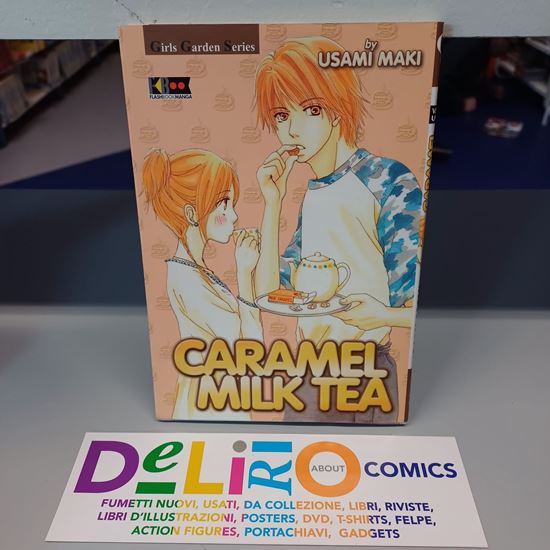 Girls Garden Series
by
USAMI MAKI
FLASHBOOKMANGA
CARAMEL
MILK TEA
DeLiRIO
ABOUT
COMICS
FUMETTI NUOVI, USATI, DA COLLEZIONE, LIBRI, RIVISTE,
LIBRI D'ILLUSTRAZIONI, POSTERS, DVD, T-SHIRTS, FELPE,
ACTION FIGURES, PORTACHIAVI, GADGETS